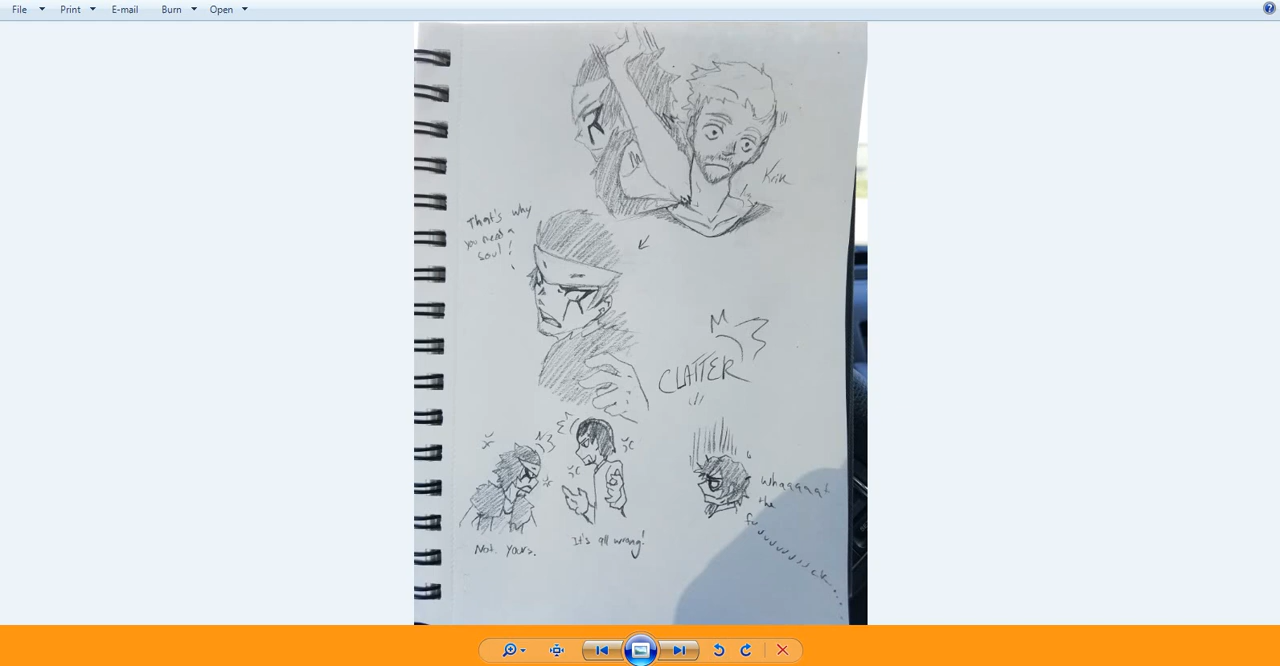 File
Print
E-mail
Burn
Open
Krik
That's why
you need a
soul!
CLATTER
Not yours.
It's all wrong!
Whaaaaat
the
fuuuuuuuck...